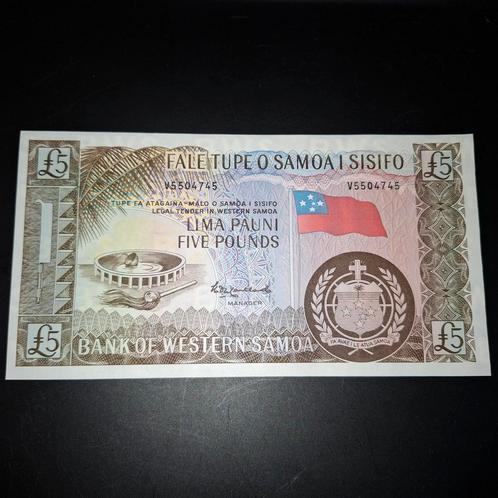 £5
FALE TUPE O SAMOA I SISIFO
£5
V5504745
V5504745
TUPE FA'ATAGAINA-MALO O SAMOA I SISIFO
LEGAL TENDER IN WESTERN SAMOA
LIMA PAUNI
FIVE POUNDS
MANAGER
FA'AVAE I LE ATUA SAMOA
£5
BANK OF WESTERN SAMOA
£5